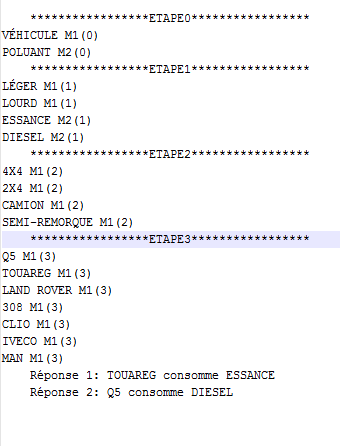 *****************ETAPE0*****************
VÉHICULE M1(0)
POLUANT M2(0)
*****************ETAPE1*****************
LÉGER M1(1)
LOURD M1(1)
ESSANCE M2(1)
DIESEL M2(1)
*****************ETAPE2*****************
4X4 M1(2)
2X4 M1(2)
CAMION M1(2)
SEMI-REMORQUE M1(2)
*****************ETAPE3*****************
Q5 M1(3)
TOUAREG M1(3)
LAND ROVER M1(3)
308 M1(3)
CLIO M1(3)
IVECO M1(3)
MAN M1(3)
Réponse 1: TOUAREG consomme ESSANCE
Réponse 2: Q5 consomme DIESEL